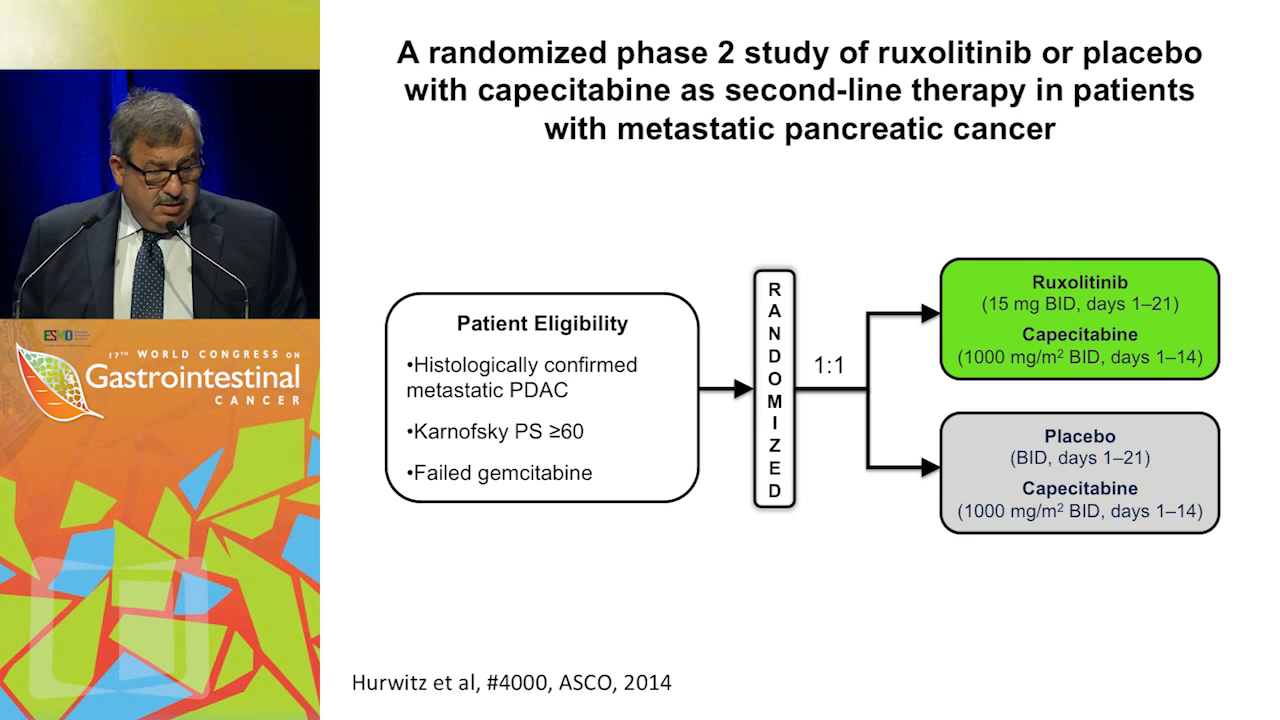 A randomized phase 2 study of ruxolitinib or placebo
with capecitabine as second-line therapy in patients
with metastatic pancreatic cancer
Patient Eligibility
•Histologically confirmed
metastatic PDAC
•Karnofsky PS ≥60
•Failed gemcitabine
RANDOMIZED
1:1
Ruxolitinib
(15 mg BID, days 1–21)
Capecitabine
(1000 mg/m² BID, days 1–14)
Placebo
(BID, days 1–21)
Capecitabine
(1000 mg/m² BID, days 1–14)
Hurwitz et al, #4000, ASCO, 2014
ESMO
17TH WORLD CONGRESS ON
Gastrointestinal
CANCER